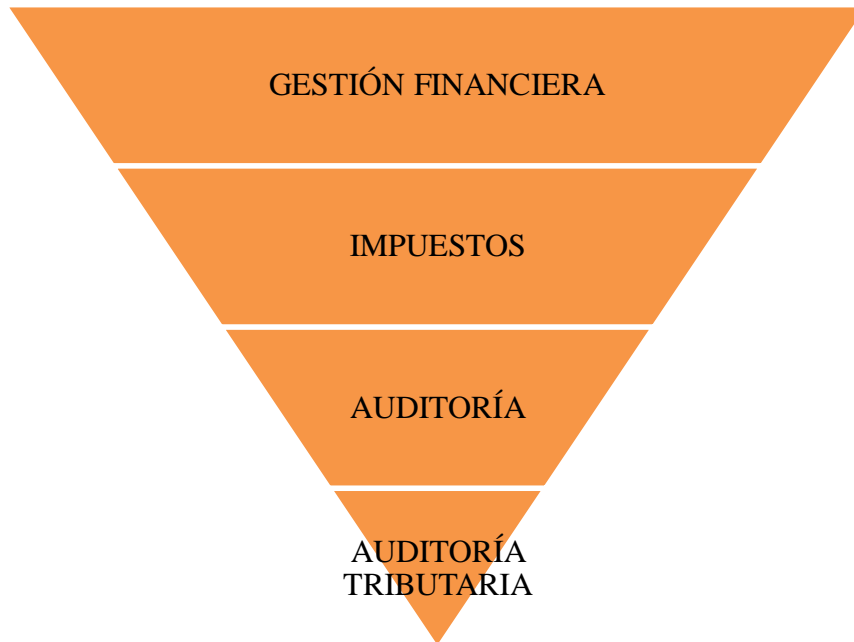 GESTIÓN FINANCIERA
IMPUESTOS
AUDITORÍA
AUDITORÍA
TRIBUTARIA